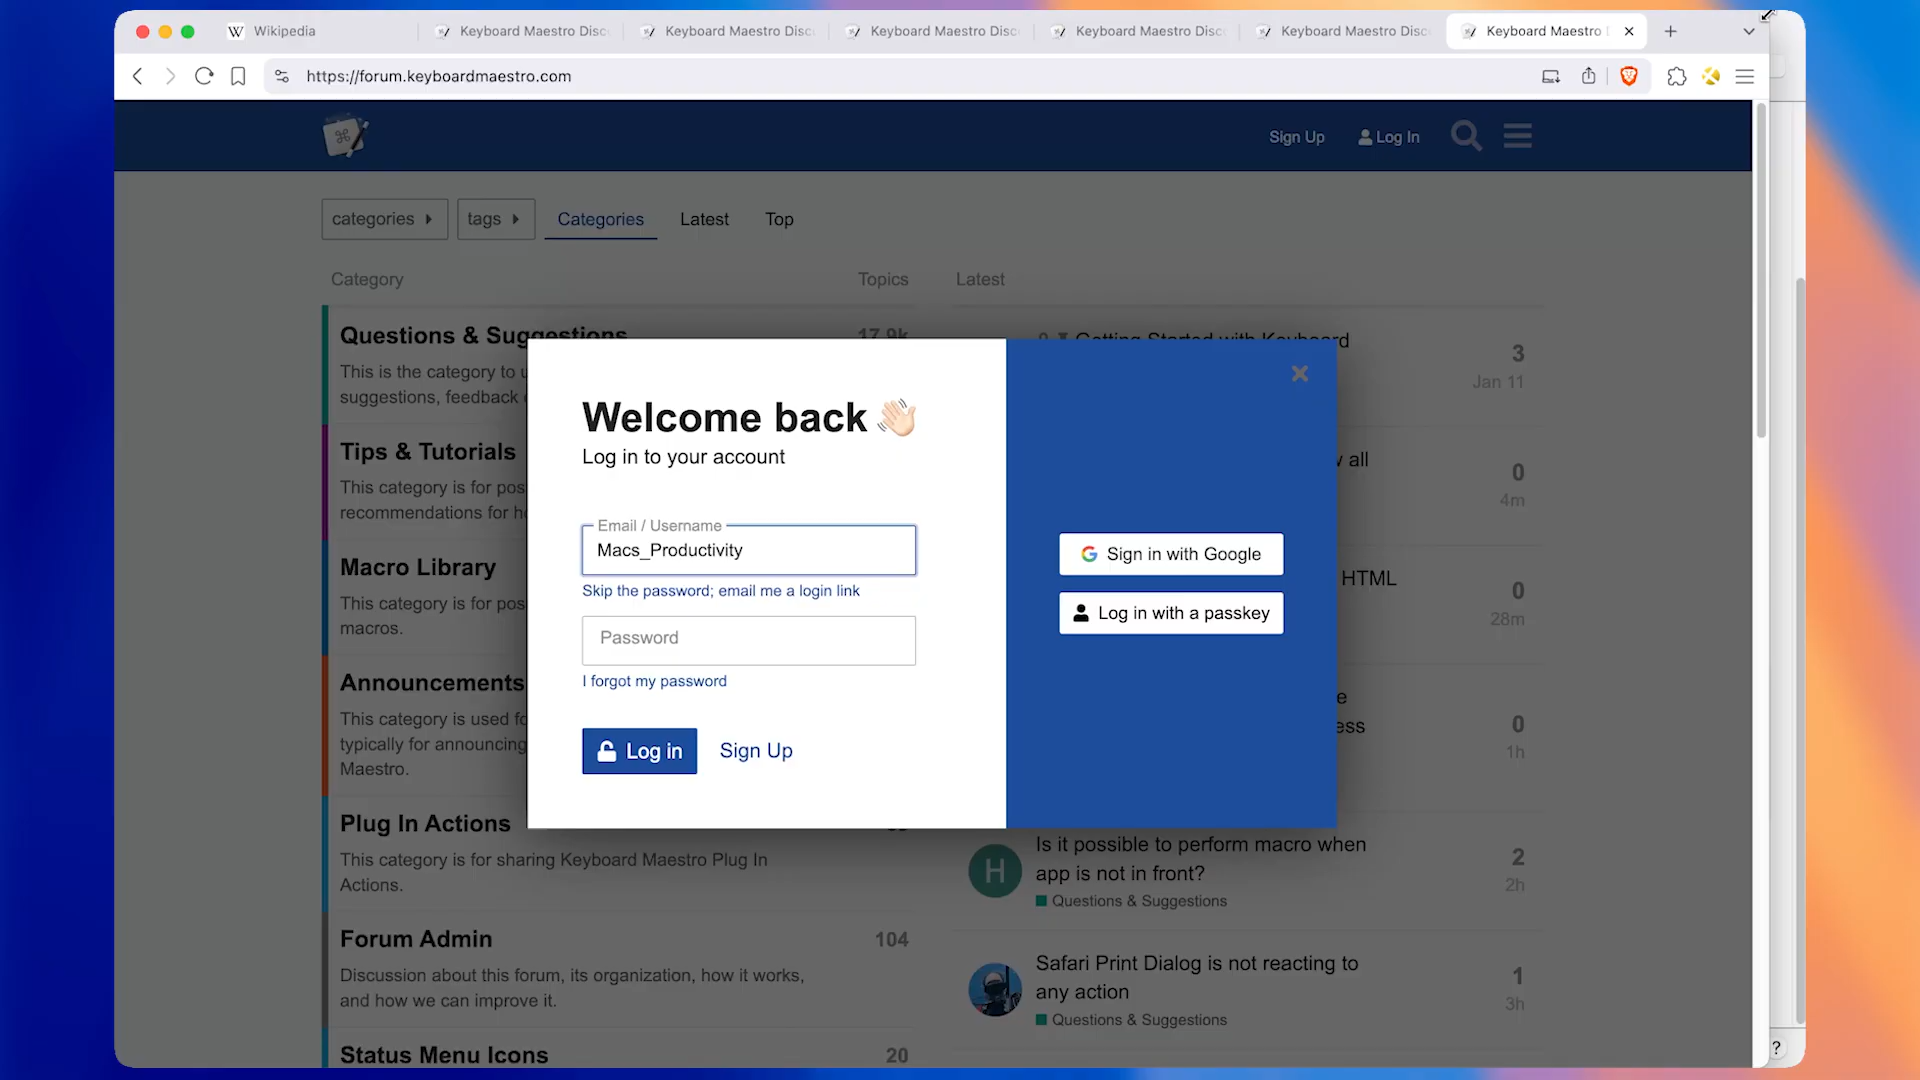 Wikipedia
Keyboard Maestro Disc
Keyboard Maestro Disc
Keyboard Maestro Disc
Keyboard Maestro Disc
Keyboard Maestro Disc
Keyboard Maestro D
https://forum.keyboardmaestro.com
Sign Up
Log In
categories
tags
Categories
Latest
Top
Category
Topics
Latest
Questions & Suggestions
17.9k
This is the category to
suggestions, feedback
Getting Started with Keyboard
3
Jan 11
Tips & Tutorials
This category is for pos
recommendations for
all
0
4m
Macro Library
This category is for pos
macros.
HTML
0
28m
Announcements
This category is used
typically for announcing
Maestro.
ess
0
1h
Plug In Actions
This category is for sharing Keyboard Maestro Plug In
Actions.
Forum Admin
104
Discussion about this forum, its organization, how it works,
and how we can improve it.
Status Menu Icons
20
Welcome back
Log in to your account
Email / Username
Macs_Productivity
Skip the password; email me a login link
Password
I forgot my password
Log in
Sign Up
Sign in with Google
Log in with a passkey
H
Is it possible to perform macro when
app is not in front?
Questions & Suggestions
2
2h
Safari Print Dialog is not reacting to
any action
Questions & Suggestions
1
3h
?